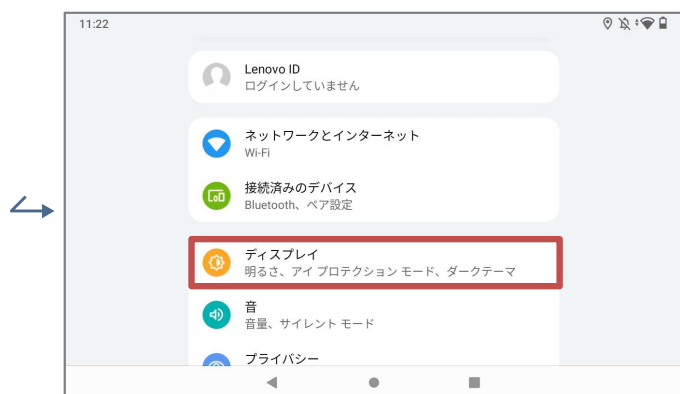 11:22
Lenovo ID
ログインしていません
ネットワークとインターネット
Wi-Fi
接続済みのデバイス
Bluetooth、ペア設定
ディスプレイ
明るさ、アイ プロテクション モード、ダークテーマ
音
音量、サイレント モード
プライバシー